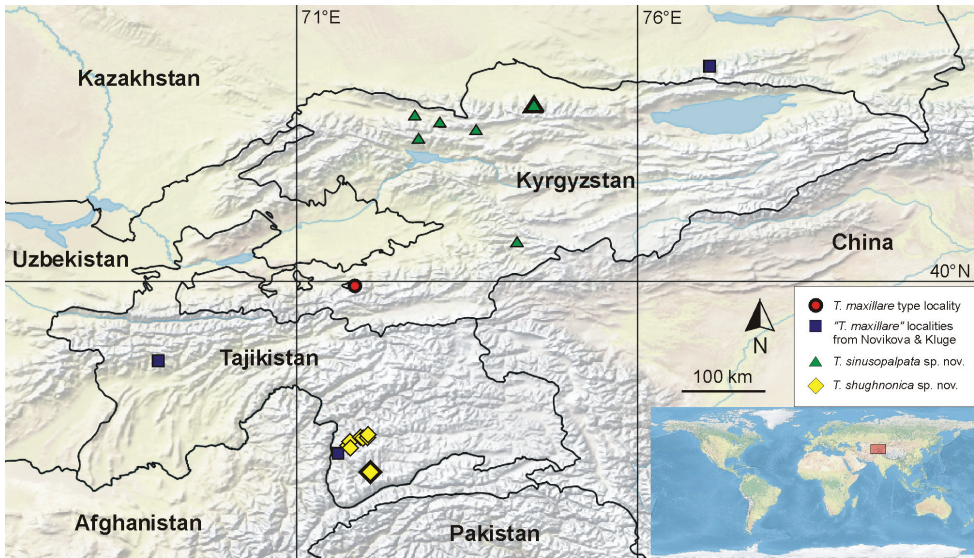 71°E
76°E
Kazakhstan
Kyrgyzstan
China
Uzbekistan
40°N
T. maxillare type locality
"T. maxillare" localities
from Novikova & Kluge
T. sinusopalpata sp. nov.
T. shughnonica sp. nov.
N
100 km
Tajikistan
Afghanistan
Pakistan